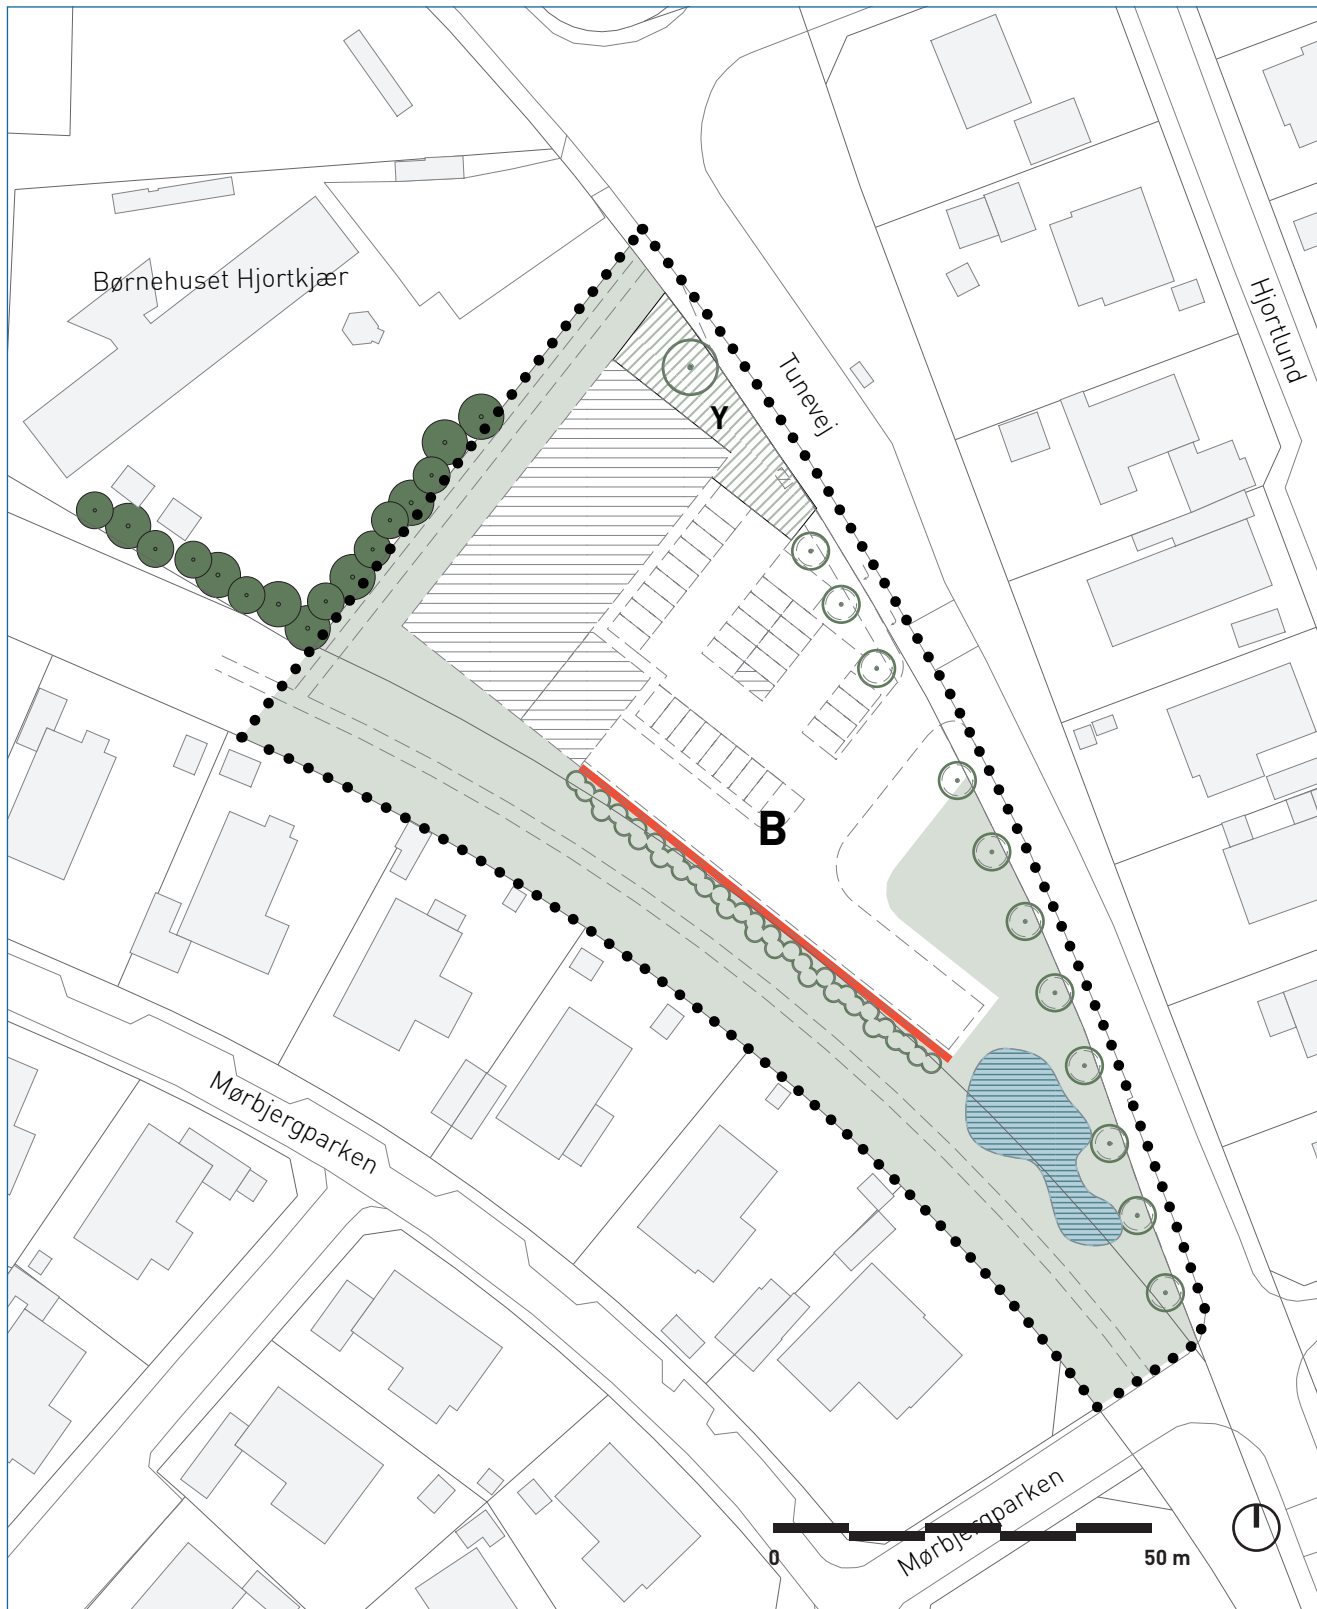 Børnehuset Hjortkjær
Hjortlund
Tunevej
Y
B
Mørbjergparken
Mørbjergparken
0
50 m